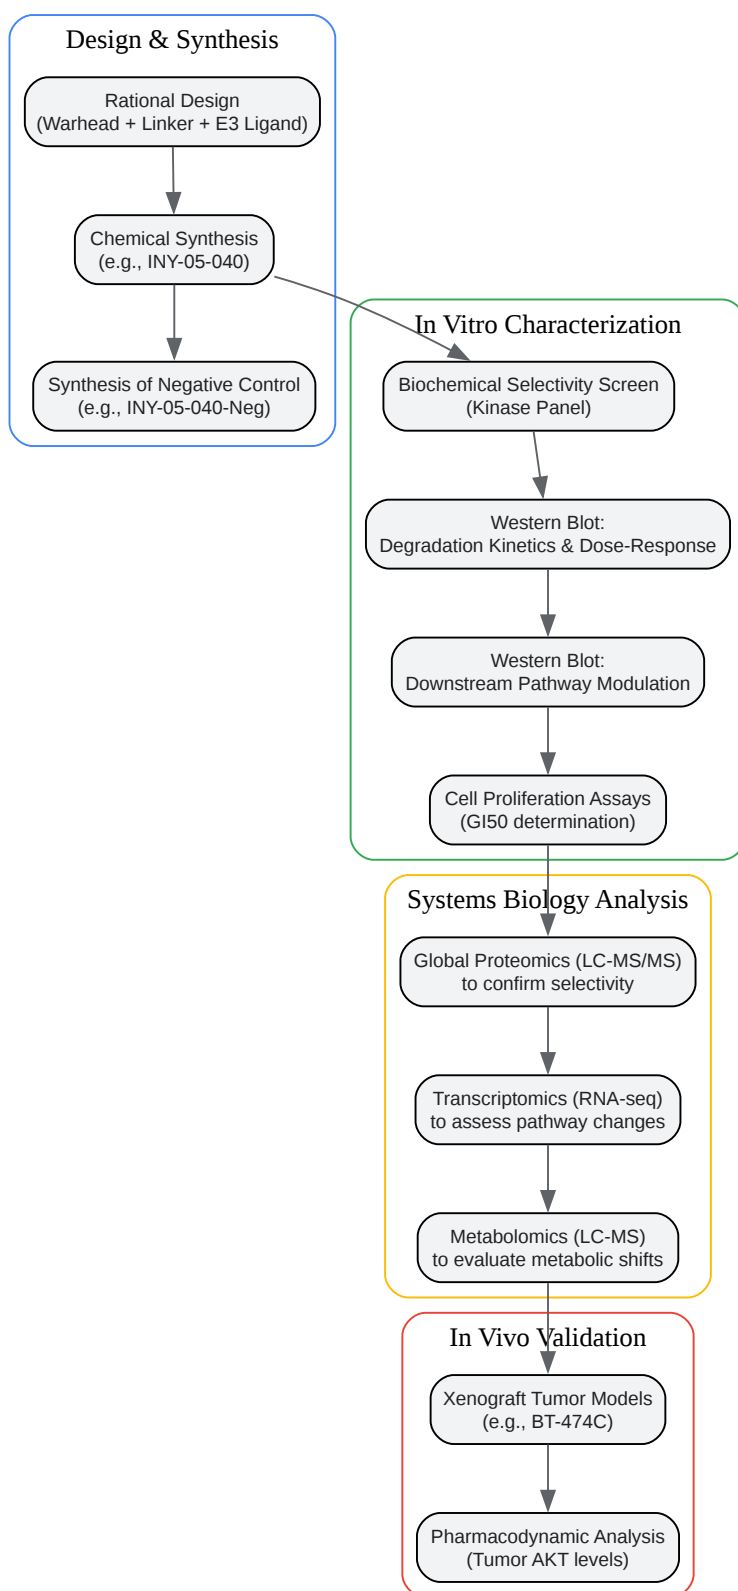 Design & Synthesis
Rational Design
(Warhead + Linker + E3 Ligand)
Chemical Synthesis
(e.g., INY-05-040)
Synthesis of Negative Control
(e.g., INY-05-040-Neg)
In Vitro Characterization
Biochemical Selectivity Screen
(Kinase Panel)
Western Blot:
Degradation Kinetics & Dose-Response
Western Blot:
Downstream Pathway Modulation
Cell Proliferation Assays
(GI50 determination)
Systems Biology Analysis
Global Proteomics (LC-MS/MS)
to confirm selectivity
Transcriptomics (RNA-seq)
to assess pathway changes
Metabolomics (LC-MS)
to evaluate metabolic shifts
In Vivo Validation
Xenograft Tumor Models
(e.g., BT-474C)
Pharmacodynamic Analysis
(Tumor AKT levels)